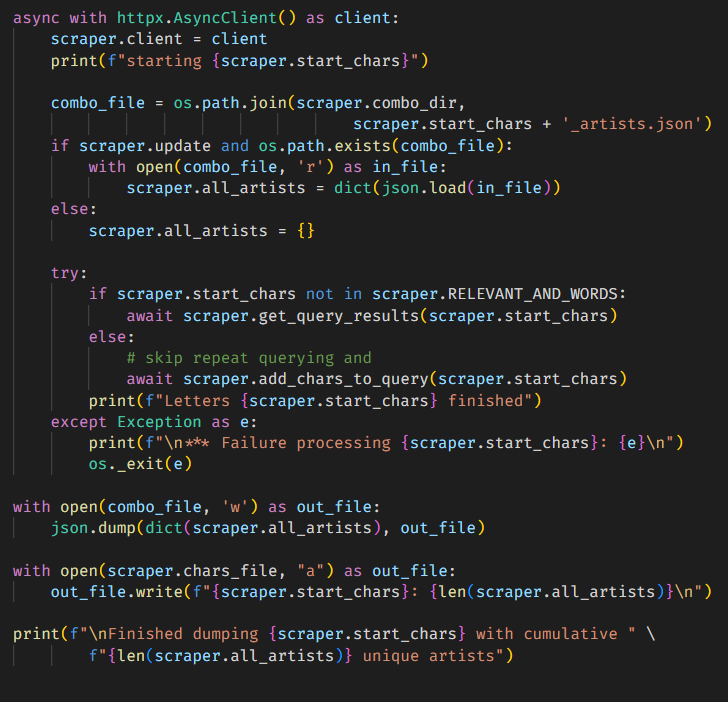 async with httpx.AsyncClient() as client:
    scraper.client = client
    print(f"starting {scraper.start_chars}")

    combo_file = os.path.join(scraper.combo_dir,
                                    scraper.start_chars + '_artists.json')
    if scraper.update and os.path.exists(combo_file):
        with open(combo_file, 'r') as in_file:
            scraper.all_artists = dict(json.load(in_file))
    else:
        scraper.all_artists = {}

    try:
        if scraper.start_chars not in scraper.RELEVANT_AND_WORDS:
            await scraper.get_query_results(scraper.start_chars)
        else:
            # skip repeat querying and
            await scraper.add_chars_to_query(scraper.start_chars)
        print(f"Letters {scraper.start_chars} finished")
    except Exception as e:
        print(f"\n*** Failure processing {scraper.start_chars}: {e}\n")
        os._exit(e)

with open(combo_file, 'w') as out_file:
    json.dump(dict(scraper.all_artists), out_file)

with open(scraper.chars_file, "a") as out_file:
    out_file.write(f"{scraper.start_chars}: {len(scraper.all_artists)}\n")

print(f"\nFinished dumping {scraper.start_chars} with cumulative " \
        f"{len(scraper.all_artists)} unique artists")